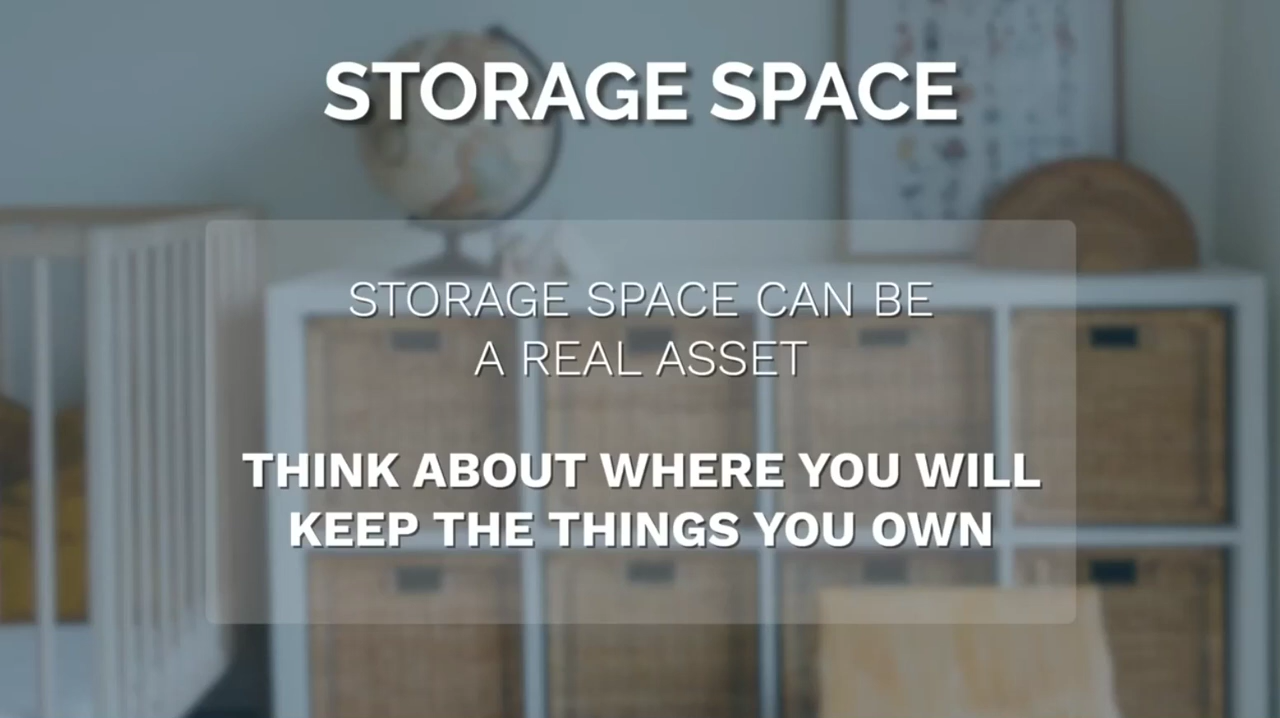 STORAGE SPACE
STORAGE SPACE CAN BE
A REAL ASSET
THINK ABOUT WHERE YOU WILL
KEEP THE THINGS YOU OWN